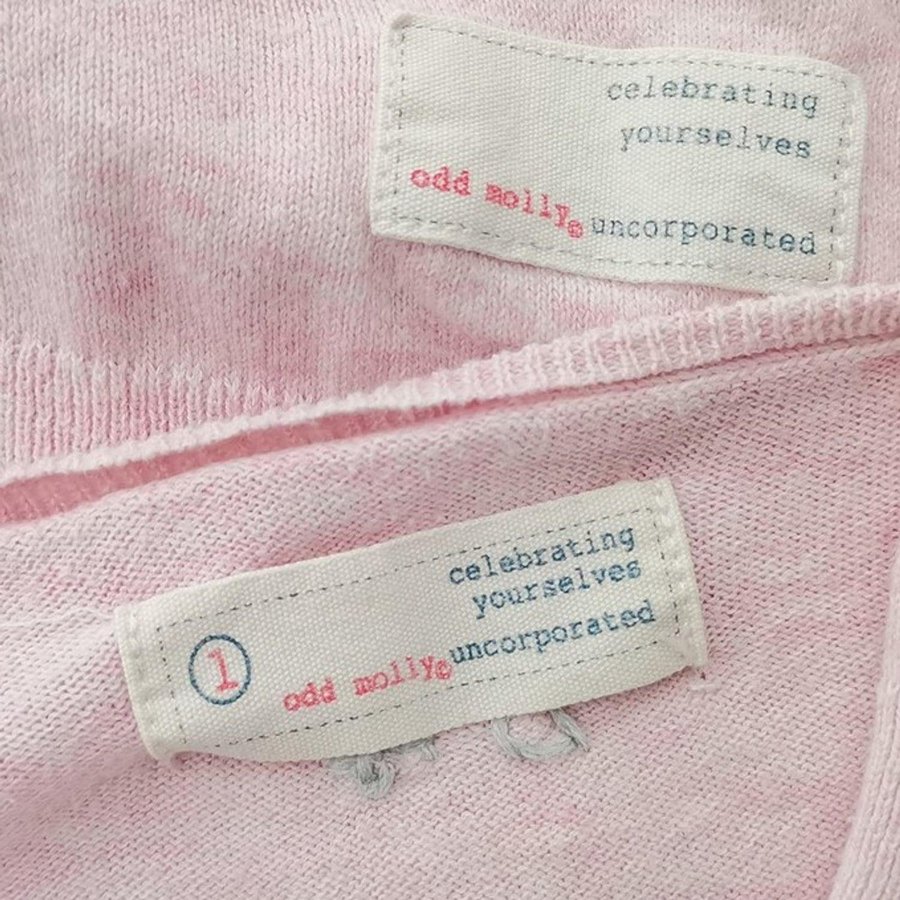 celebrating
yourselves
odd molly® uncorporated
celebrating
yourselves
1 odd molly® uncorporated